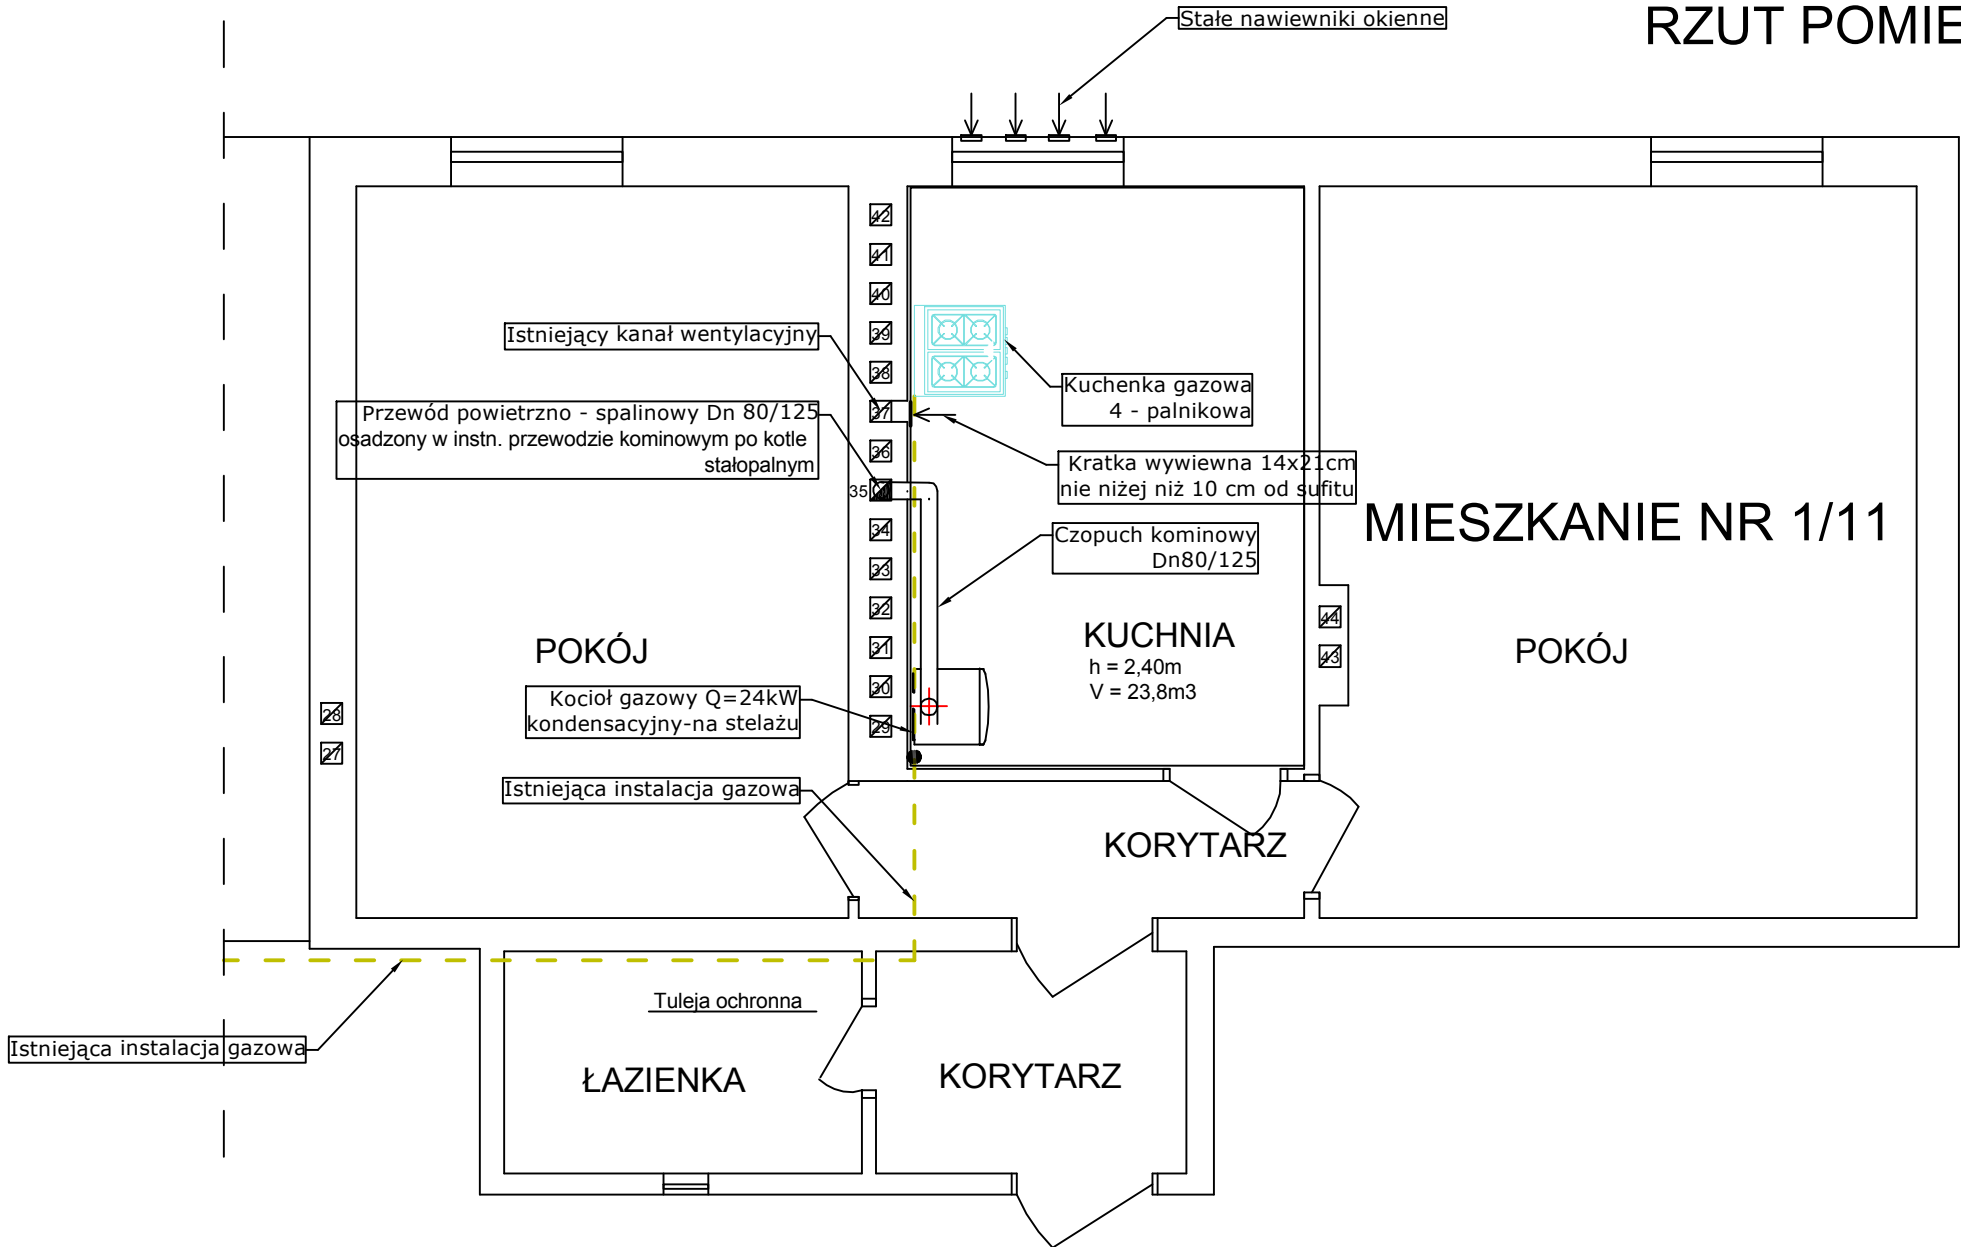 Stałe nawiewniki okienne
RZUT POMIE
42
41
40
39
38
37
36
35
34
33
32
31
30
29
Istniejący kanał wentylacyjny
Przewód powietrzno - spalinowy Dn 80/125
osadzony w instn. przewodzie kominowym po kotle
stałopalnym
Kuchenka gazowa
4 - palnikowa
Kratka wywiewna 14x21cm
nie niżej niż 10 cm od sufitu
MIESZKANIE NR 1/11
Czopuch kominowy
Dn80/125
KUCHNIA
h = 2,40m
V = 23,8m3
44
43
POKÓJ
POKÓJ
Kocioł gazowy Q=24kW
kondensacyjny-na stelażu
28
27
Istniejąca instalacja gazowa
KORYTARZ
Tuleja ochronna
Istniejąca instalacja gazowa
ŁAZIENKA
KORYTARZ